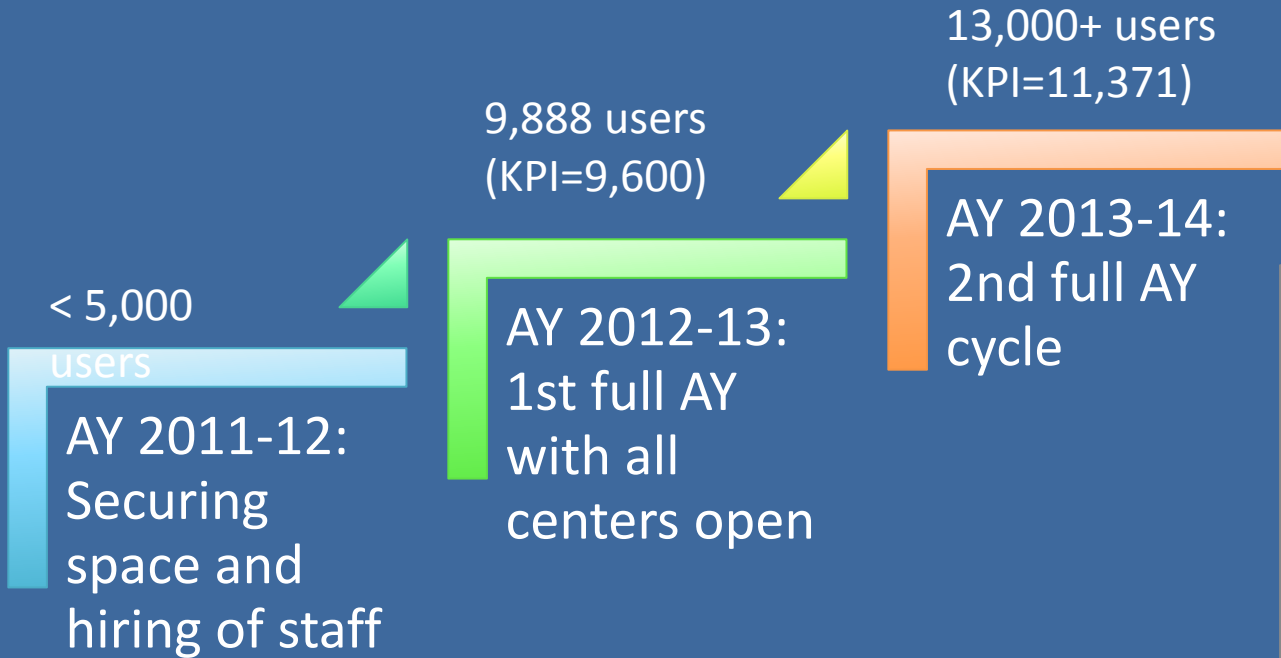 < 5,000
users
AY 2011-12:
Securing
space and
hiring of staff
9,888 users
(KPI=9,600)
AY 2012-13:
1st full AY
with all
centers open
13,000+ users
(KPI=11,371)
AY 2013-14:
2nd full AY
cycle